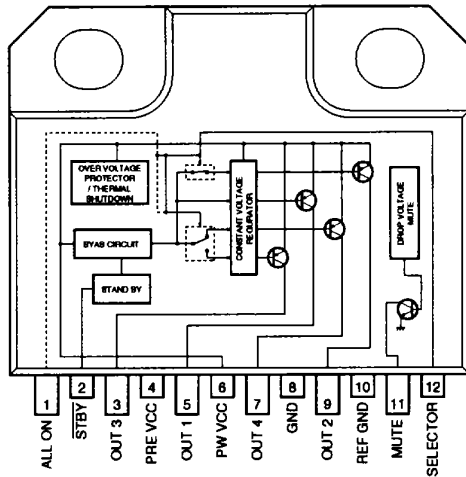 OVER VOLTAGE
PROTECTOR
/ THERMAL
SHUTDOWN
BYAS CIRCUIT
STAND BY
CONSTANT VOLTAGE
REGURATOR
DROP VOLTAGE
MUTE
1 2 3 4 5 6 7 8 9 10 11 12
ALL ON
STBY
OUT 3
PRE VCC
OUT 1
PW VCC
OUT 4
GND
OUT 2
REF GND
MUTE
SELECTOR